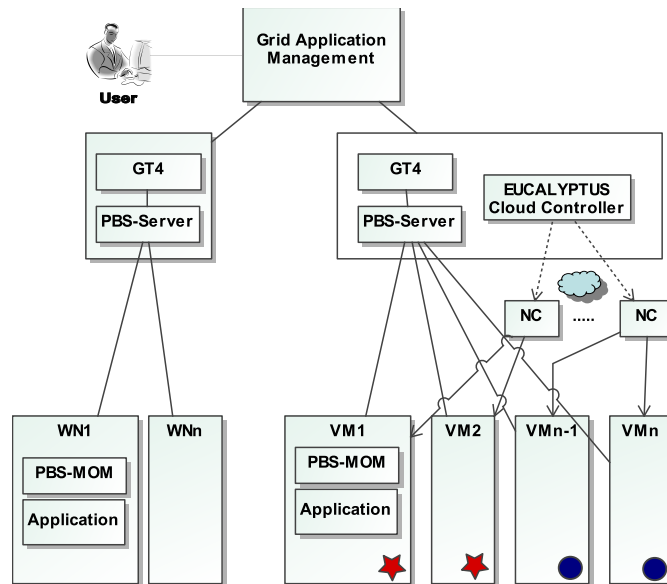 Grid Application
Management
User
GT4
PBS-Server
GT4
PBS-Server
EUCALYPTUS
Cloud Controller
NC
.....
NC
WN1
PBS-MOM
Application
WNn
VM1
PBS-MOM
Application
VM2
VMn-1
VMn